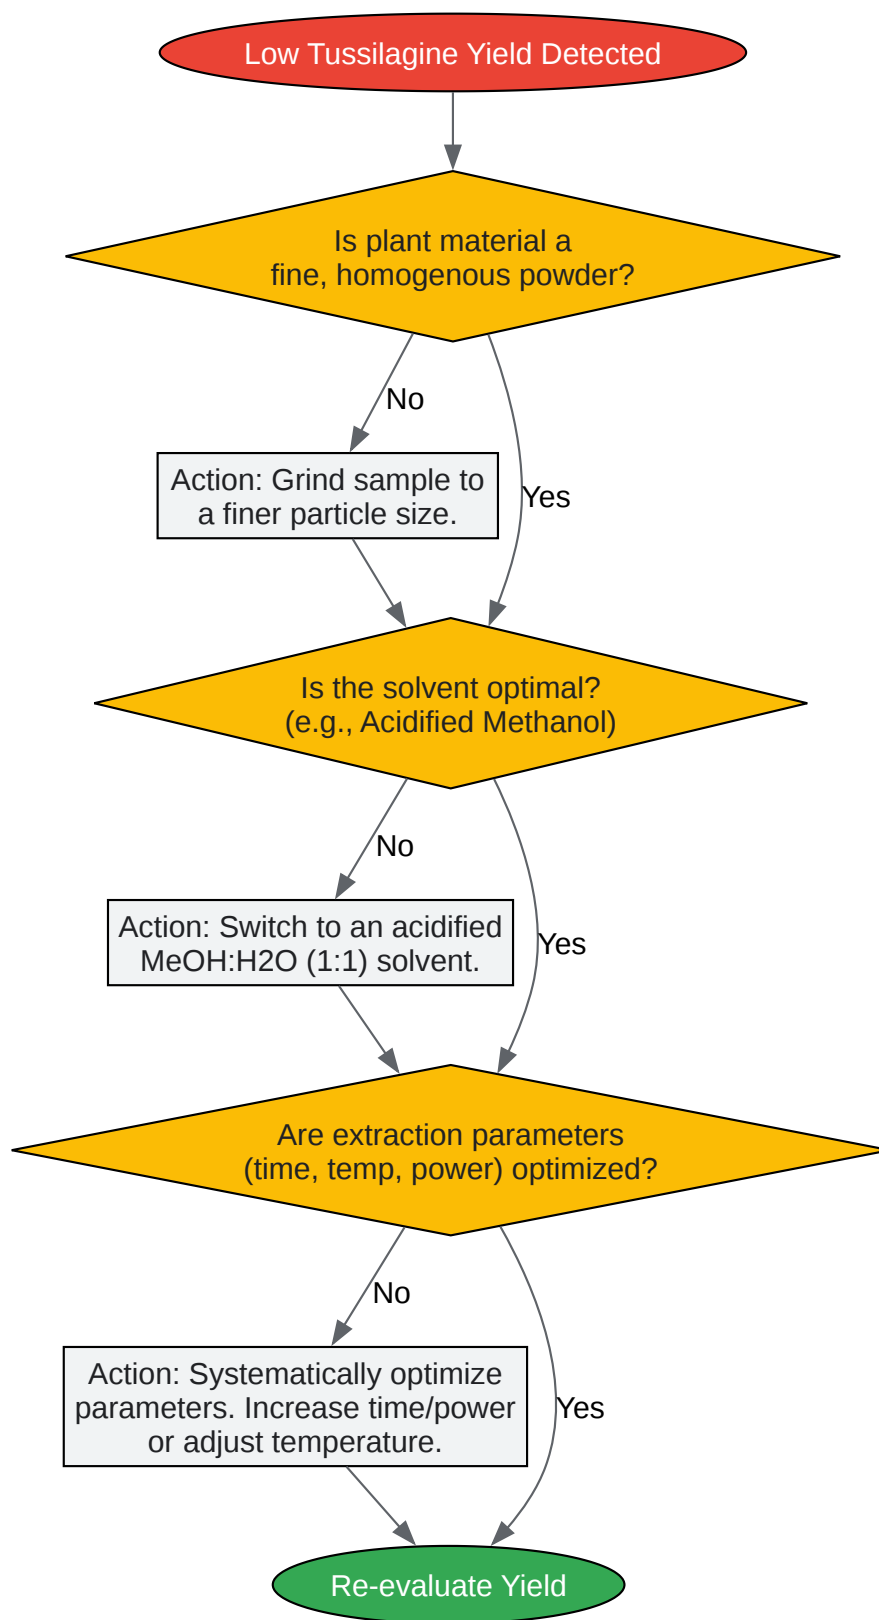 Low Tussilagine Yield Detected
Is plant material a
fine, homogenous powder?
No
Action: Grind sample to
a finer particle size.
Yes
Is the solvent optimal?
(e.g., Acidified Methanol)
No
Action: Switch to an acidified
MeOH:H2O (1:1) solvent.
Yes
Are extraction parameters
(time, temp, power) optimized?
No
Action: Systematically optimize
parameters. Increase time/power
or adjust temperature.
Yes
Re-evaluate Yield